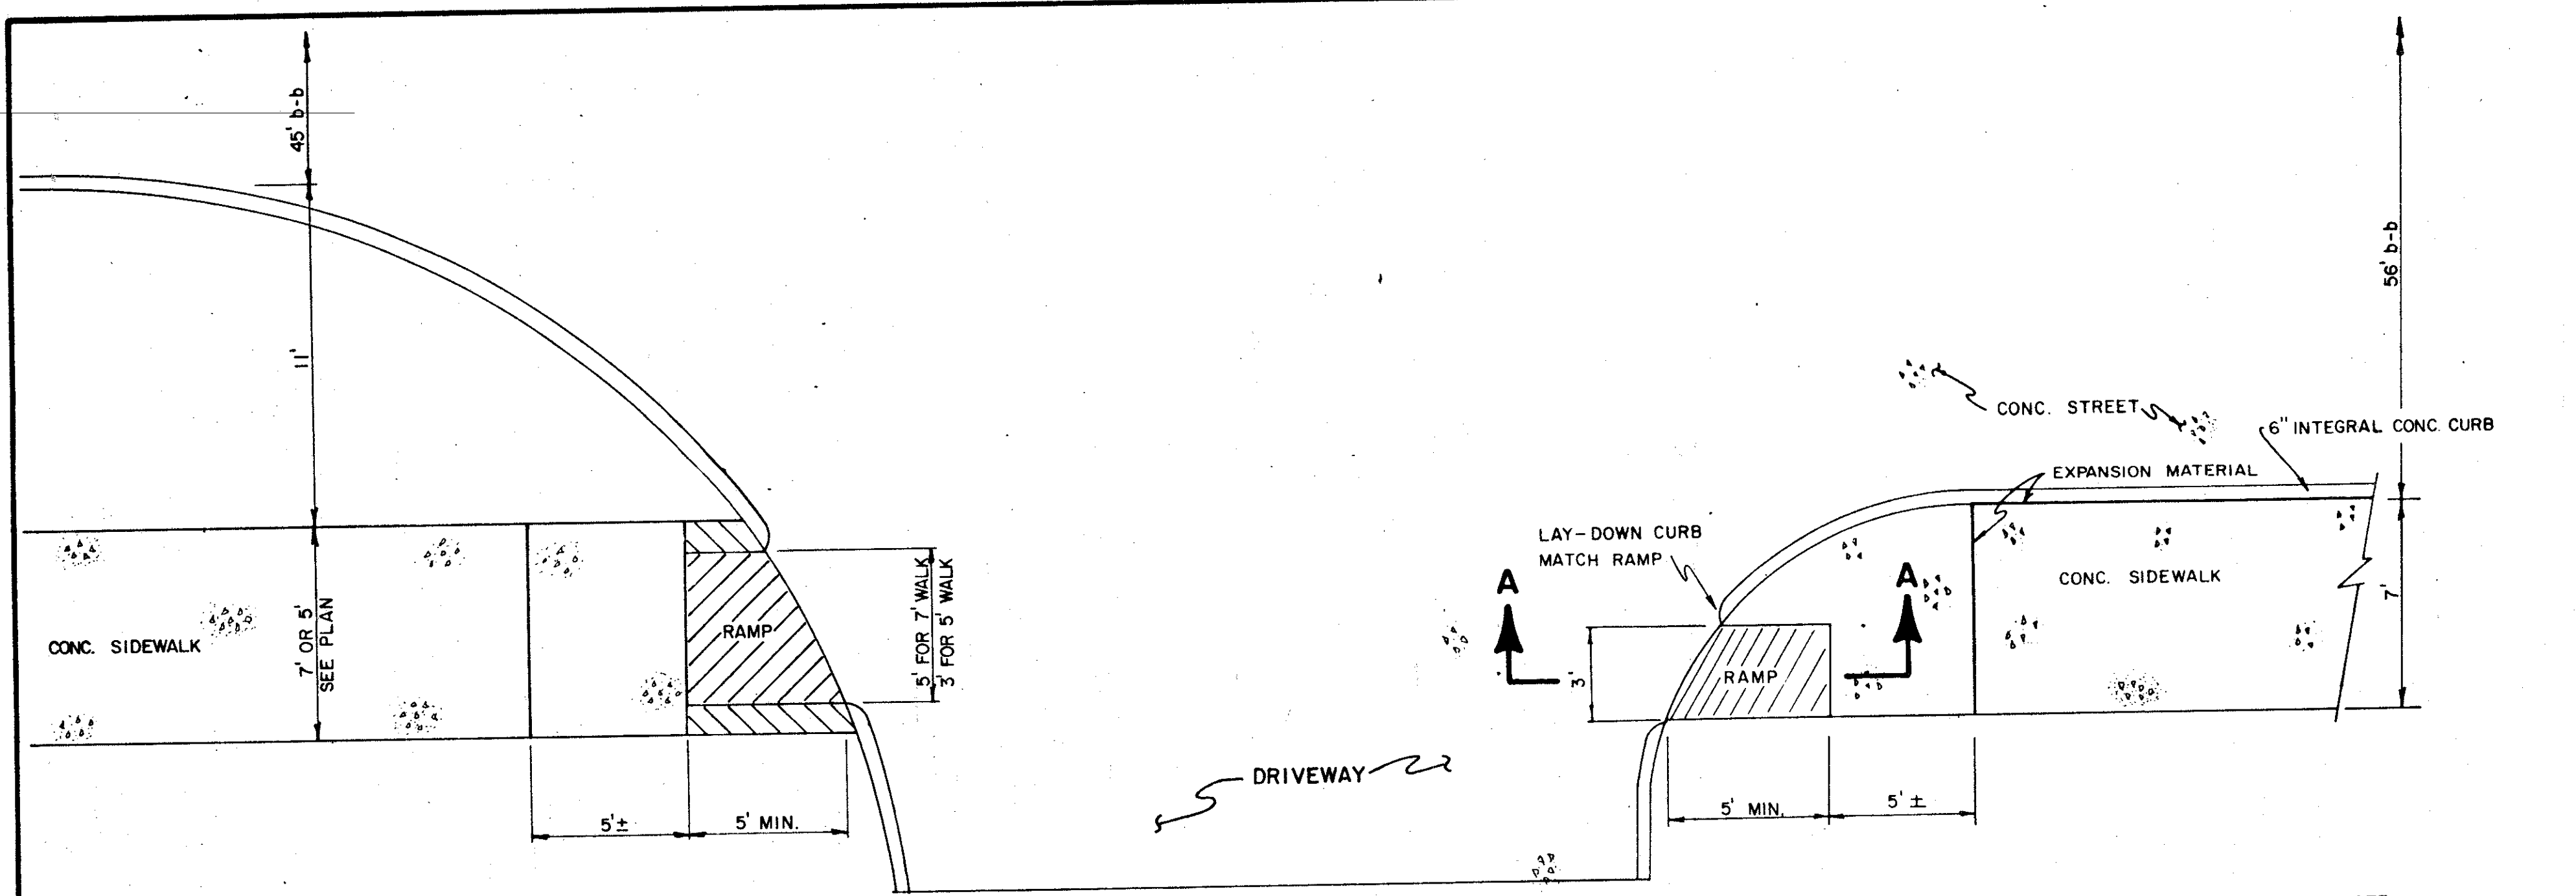 45' b-b
11'
CONC. SIDEWALK
7' OR 5'
SEE PLAN
RAMP
5' FOR 7' WALK
3' FOR 5' WALK
5'±
5' MIN.
DRIVEWAY
LAY-DOWN CURB
MATCH RAMP
A
A
3'
RAMP
5' MIN.
5' ±
CONC. STREET
6" INTEGRAL CONC. CURB
EXPANSION MATERIAL
CONC. SIDEWALK
56' b-b
7'